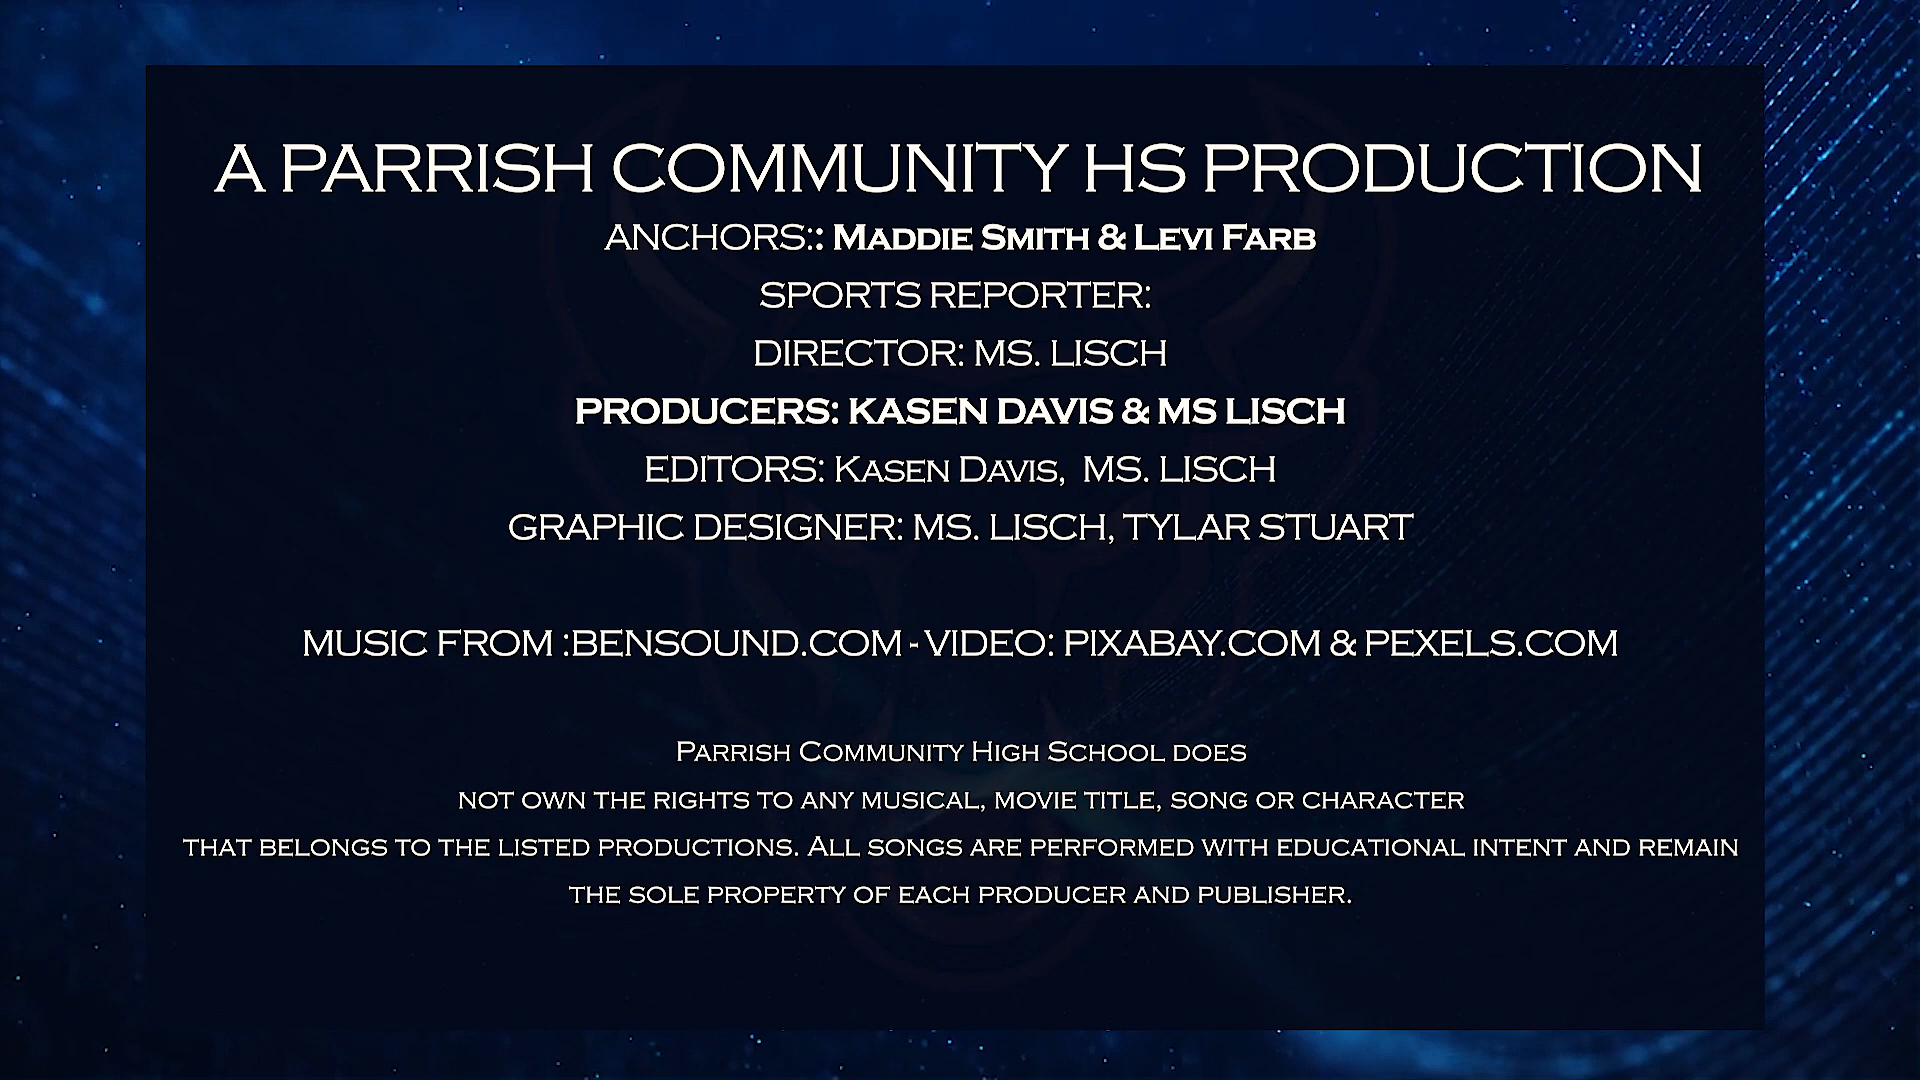 A PARRISH COMMUNITY HS PRODUCTION
ANCHORS:: Maddie Smith & Levi Farb
SPORTS REPORTER:
DIRECTOR: MS. LISCH
PRODUCERS: KASEN DAVIS & MS LISCH
EDITORS: Kasen Davis,  MS. LISCH
GRAPHIC DESIGNER: MS. LISCH, TYLAR STUART
MUSIC FROM :BENSOUND.COM - VIDEO: PIXABAY.COM & PEXELS.COM
Parrish Community High School does
not own the rights to any musical, movie title, song or character
that belongs to the listed productions. All songs are performed with educational intent and remain
the sole property of each producer and publisher.